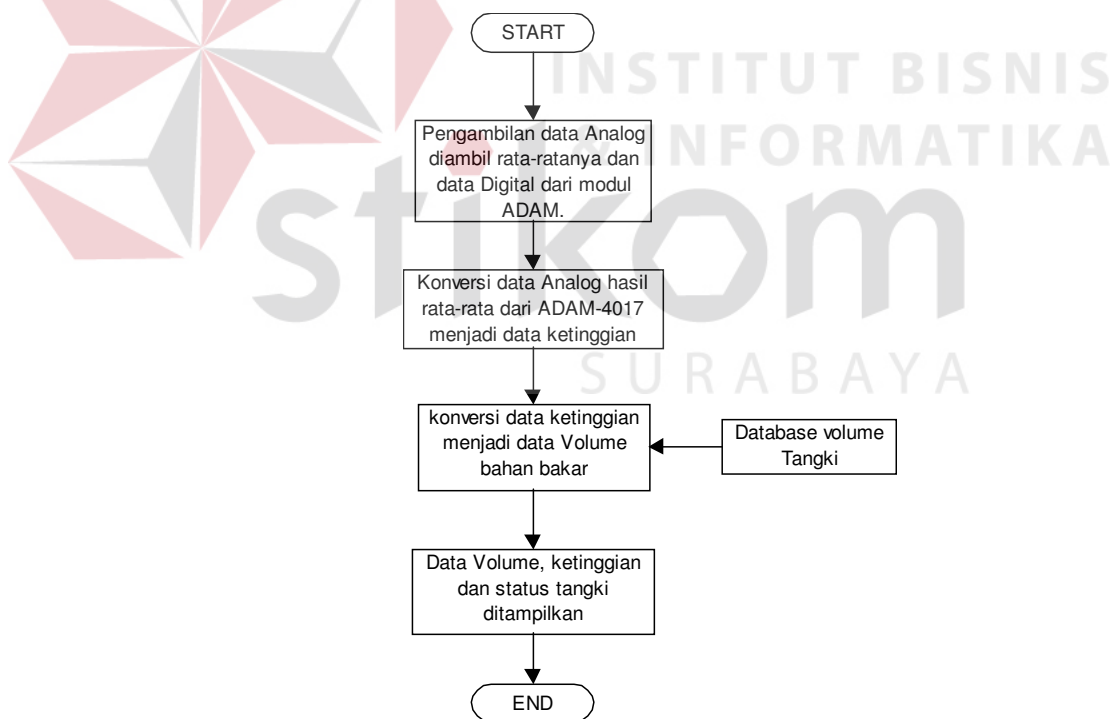 START
INSTITUT BISNIS
& INFORMATIKA
stikom
SURABAYA
Pengambilan data Analog
diambil rata-ratanya dan
data Digital dari modul
ADAM.
Konversi data Analog hasil
rata-rata dari ADAM-4017
menjadi data ketinggian
konversi data ketinggian
menjadi data Volume
bahan bakar
Database volume
Tangki
Data Volume, ketinggian
dan status tangki
ditampilkan
END